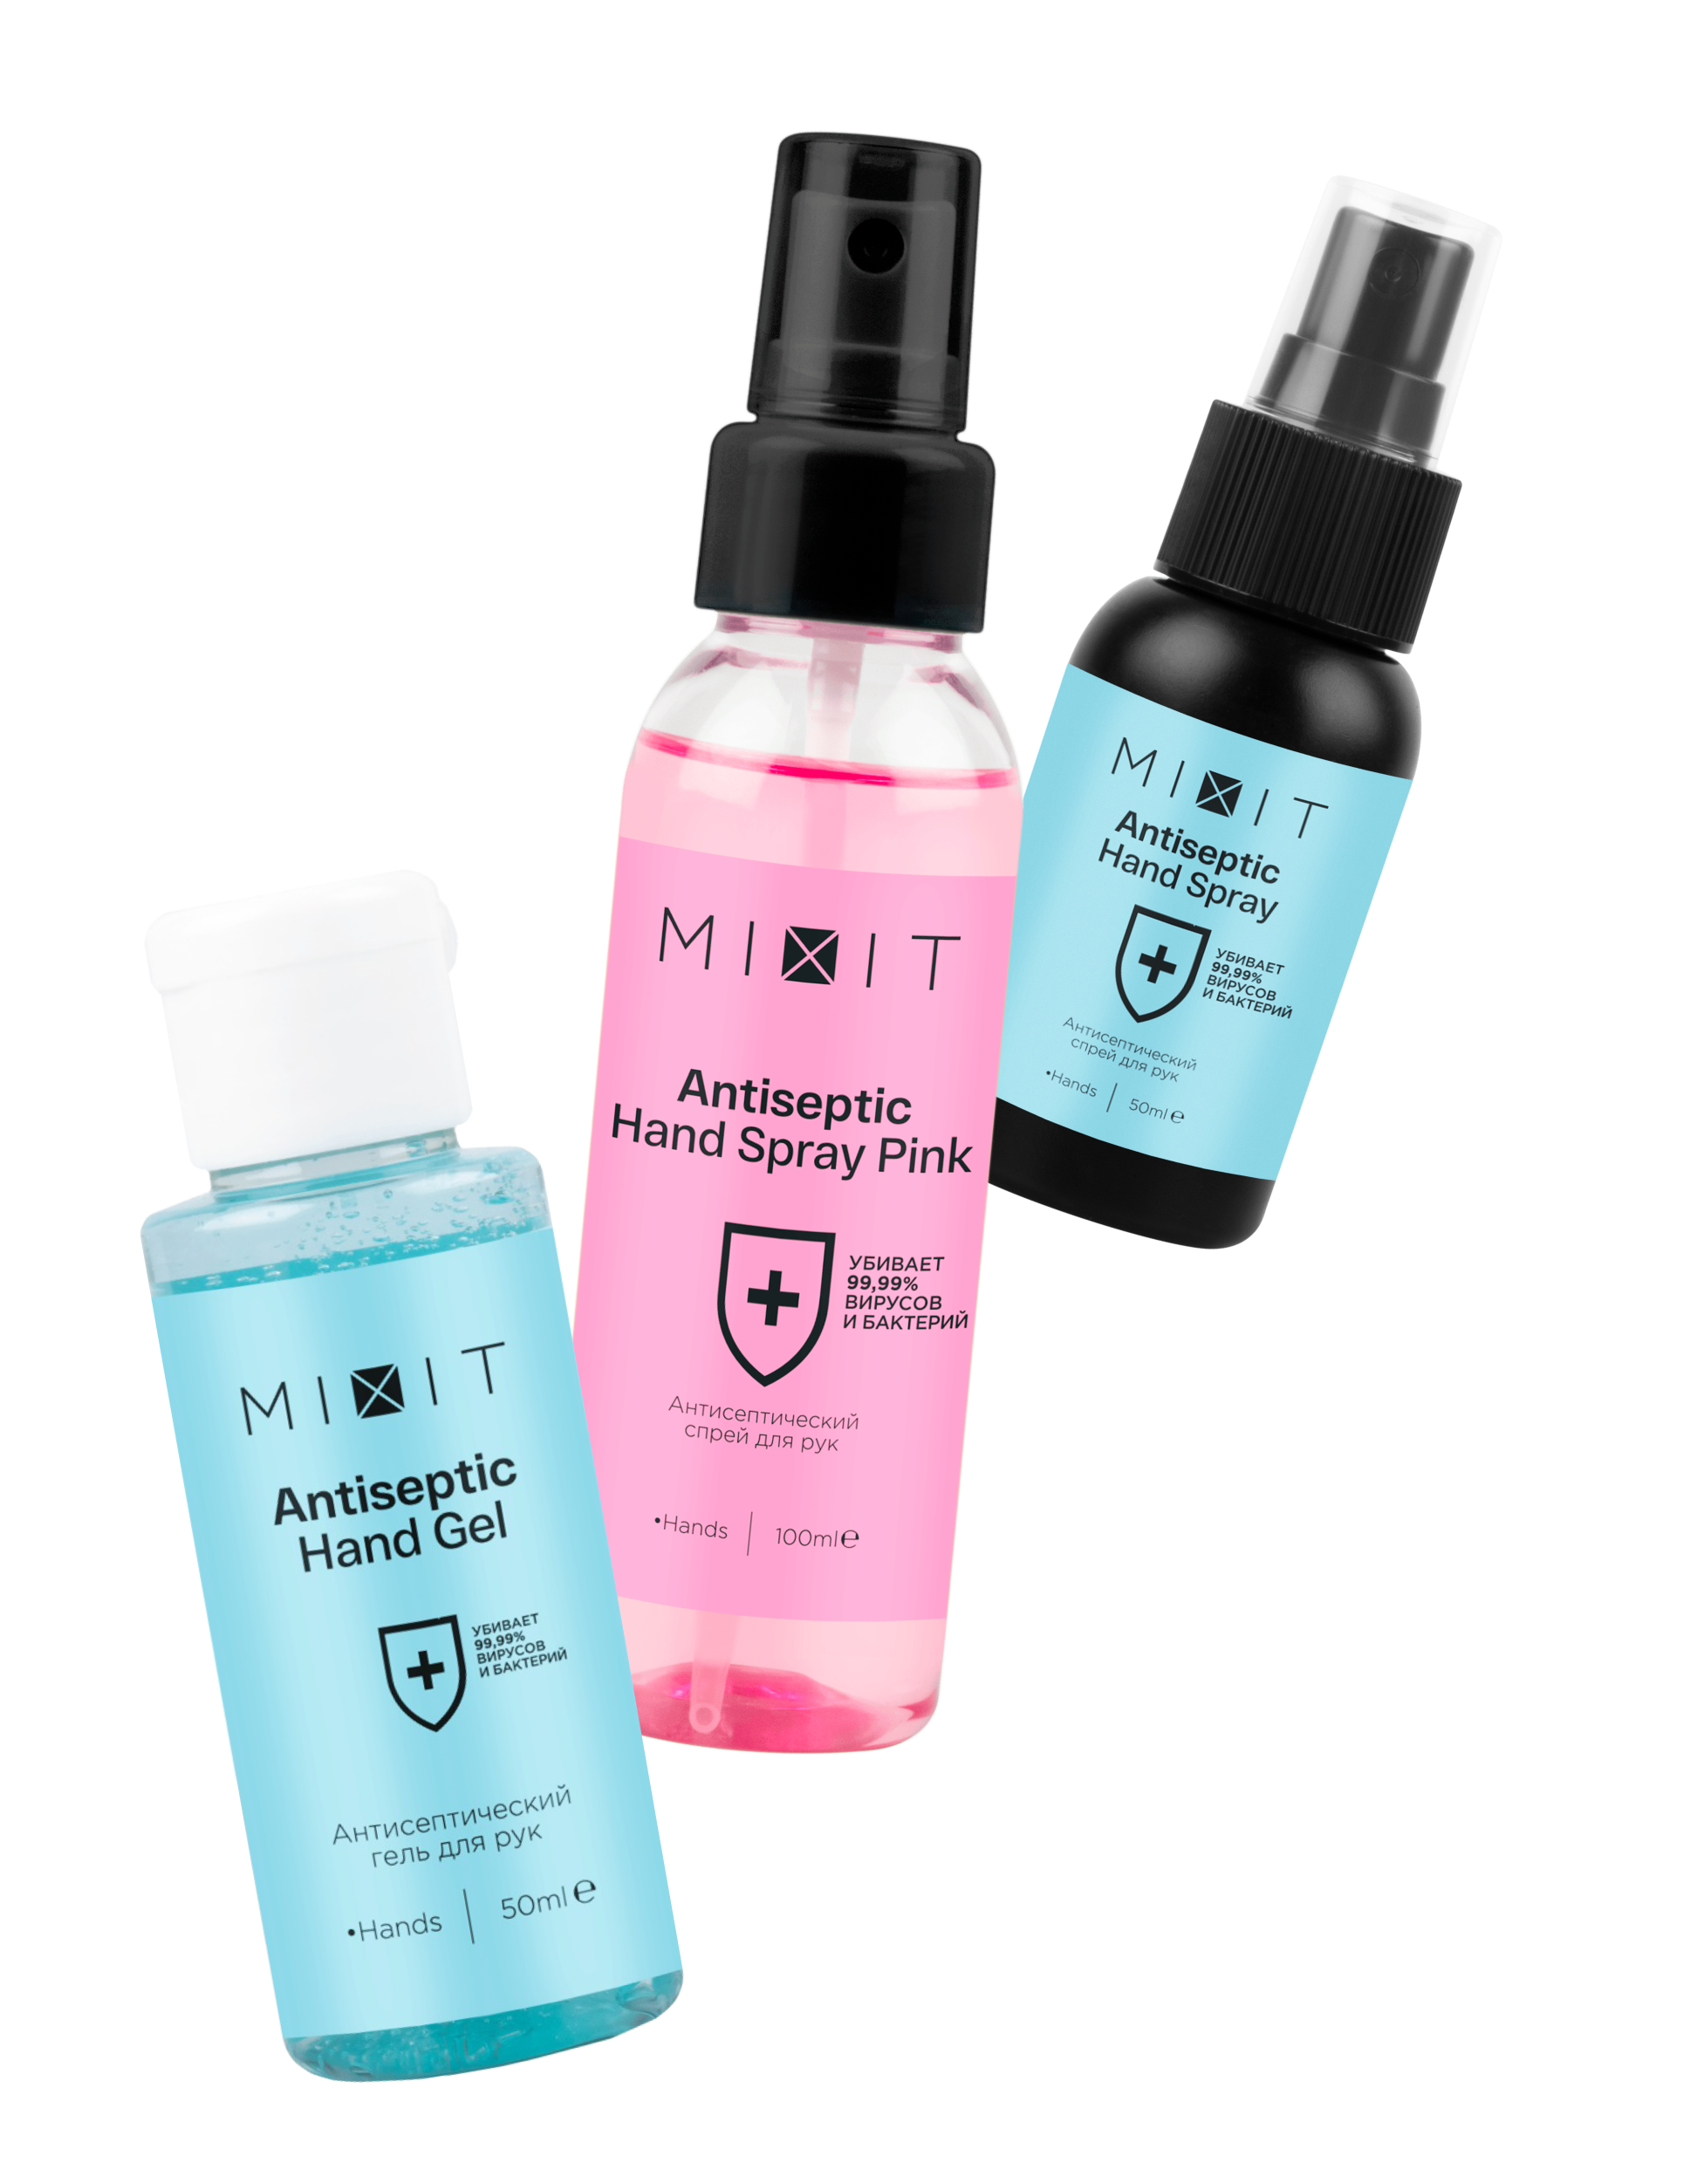 MIXIT
Antiseptic
Hand Gel
УБИВАЕТ
99,99%
ВИРУСОВ
И БАКТЕРИЙ
Антисептический
гель для рук
•Hands | 50ml ℮
MIXIT
Antiseptic
Hand Spray Pink
УБИВАЕТ
99,99%
ВИРУСОВ
И БАКТЕРИЙ
Антисептический
спрей для рук
•Hands | 100ml ℮
MIXIT
Antiseptic
Hand Spray
УБИВАЕТ
99,99%
ВИРУСОВ
И БАКТЕРИЙ
Антисептический
спрей для рук
•Hands | 50ml ℮